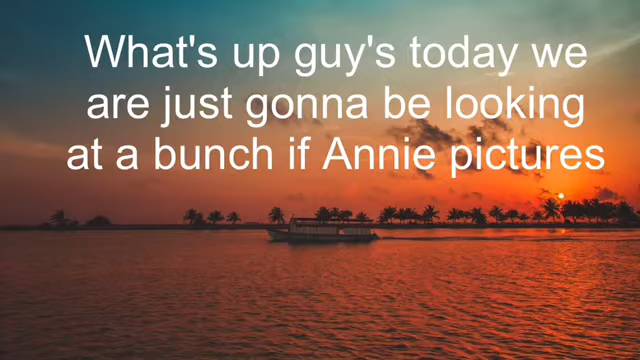 What's up guy's today we
are just gonna be looking
at a bunch if Annie pictures